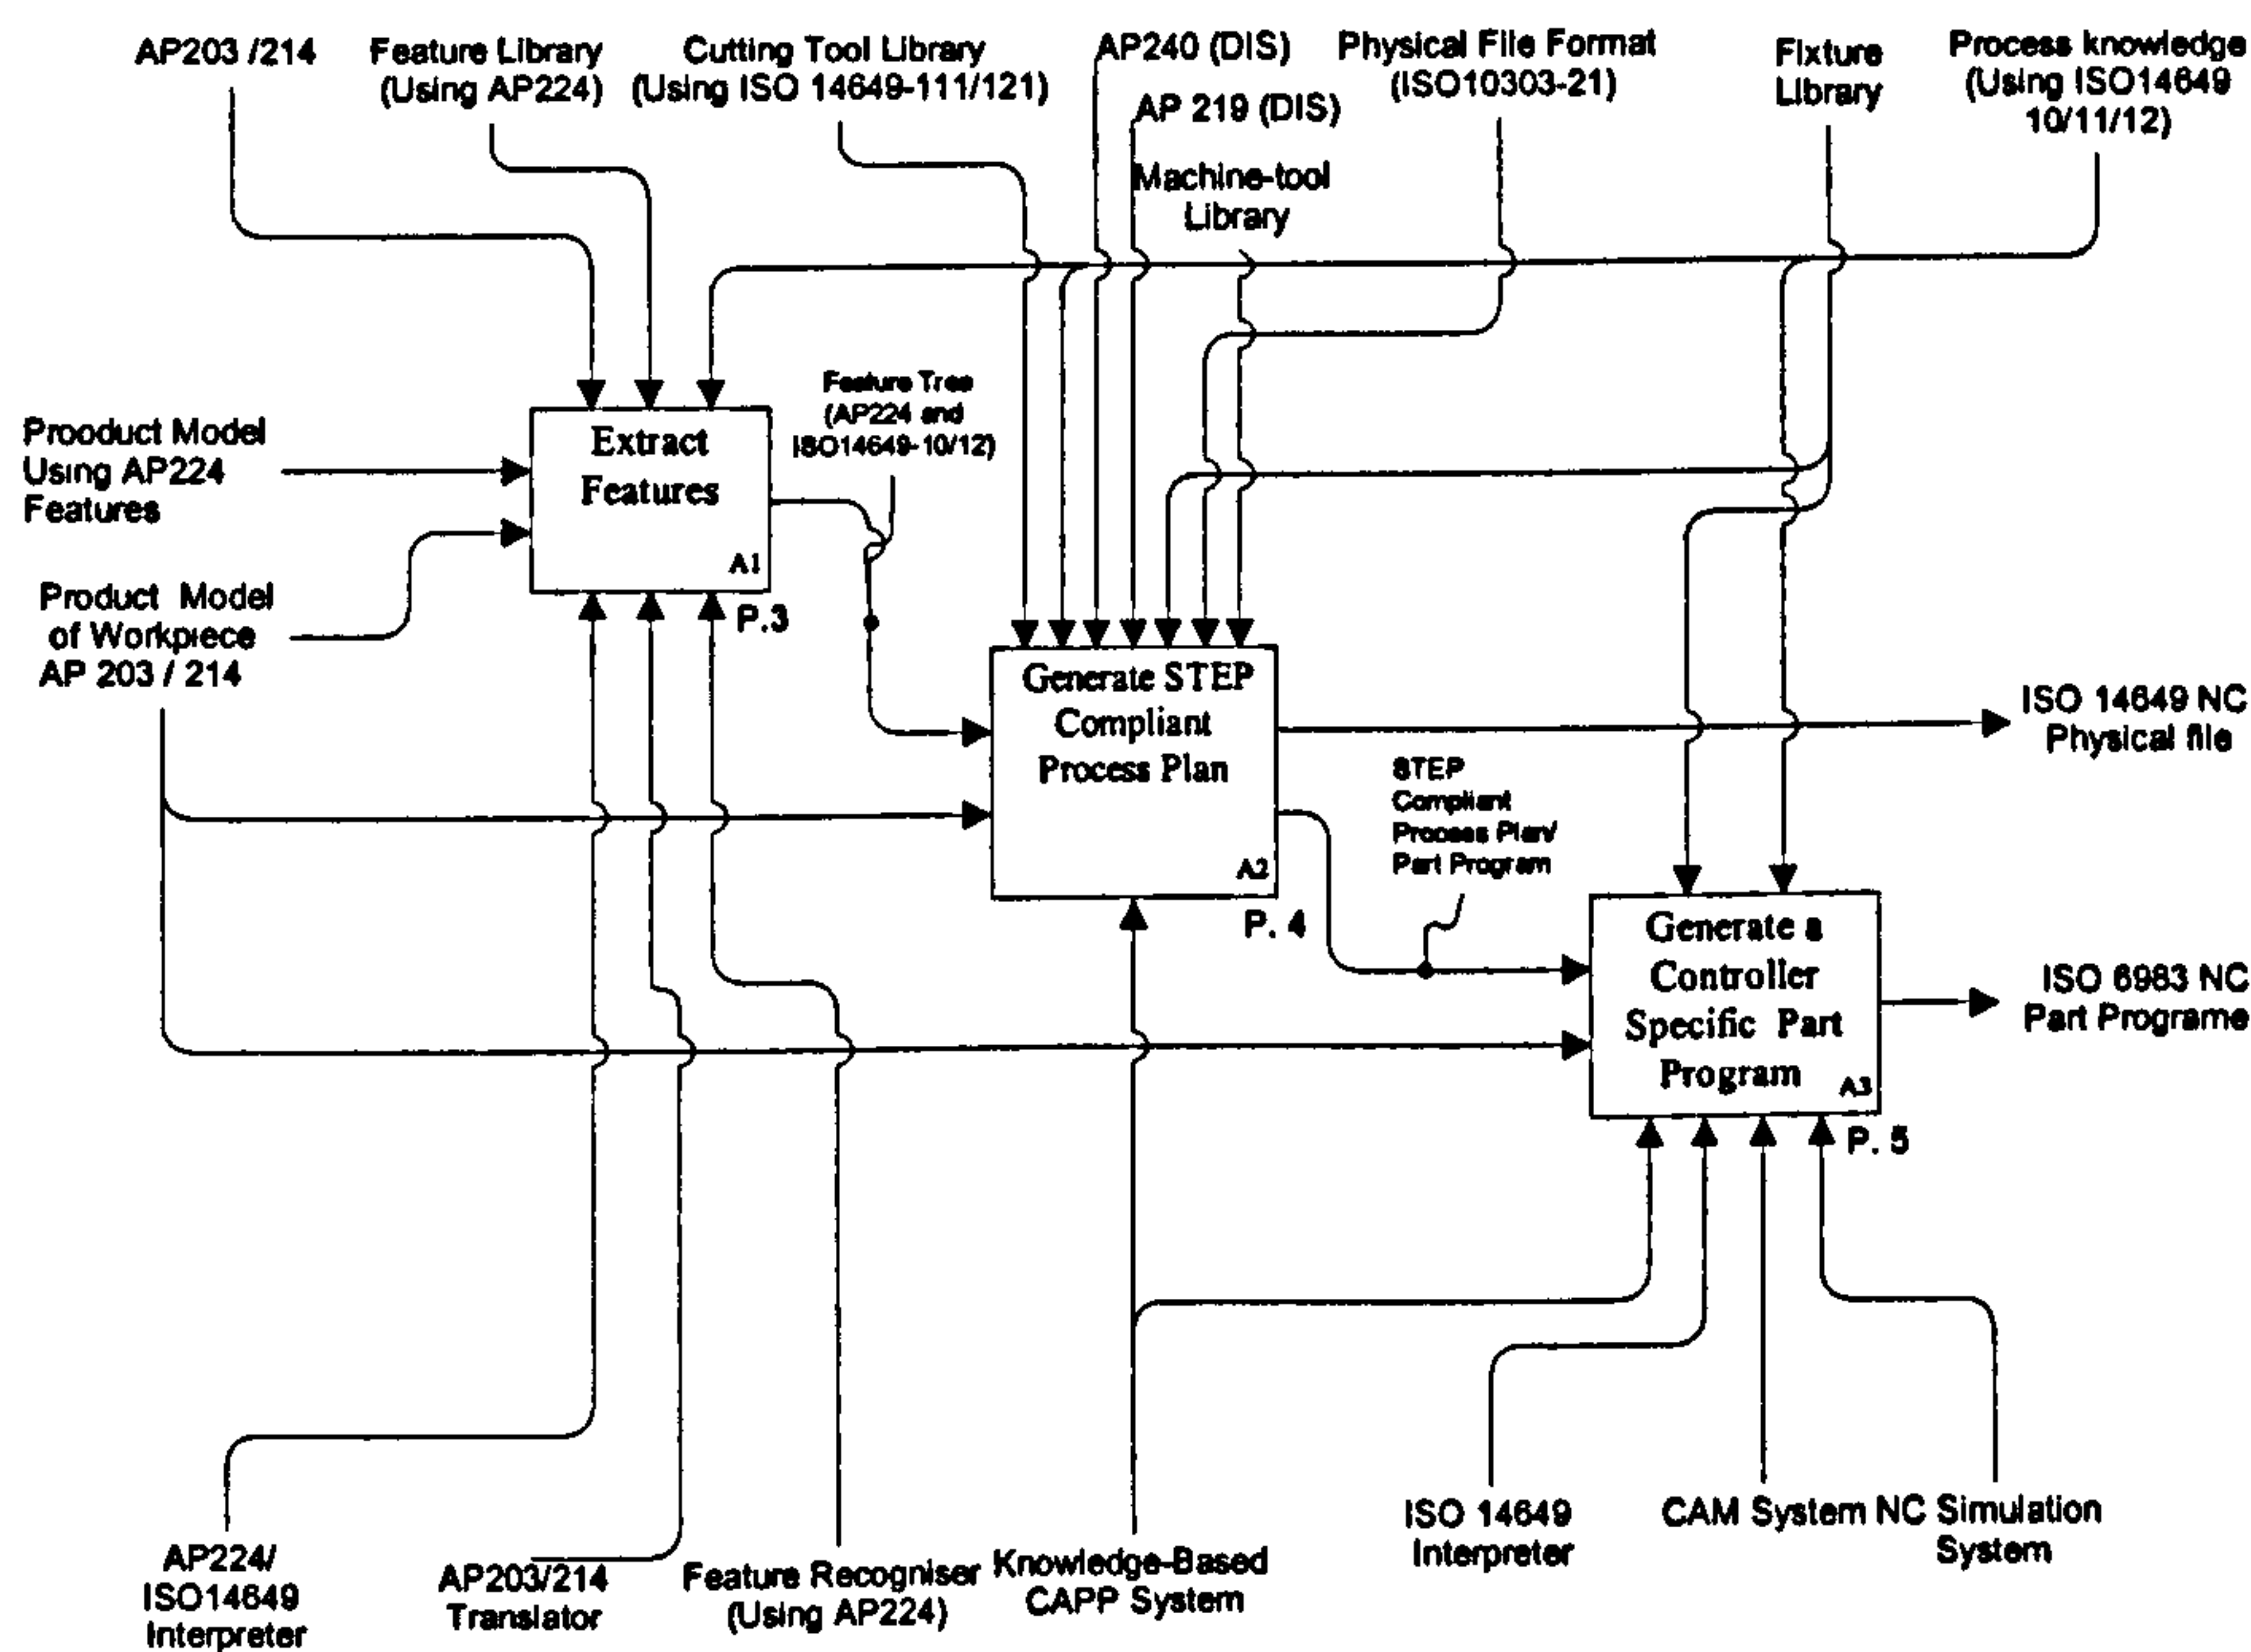 AP203 /214
Feature Library
(Using AP224)
Cutting Tool Library
(Using ISO 14649-111/121)
AP240 (DIS)
AP 219 (DIS)
Machine-tool
Library
Physical File Format
(ISO10303-21)
Fixture
Library
Process knowledge
(Using ISO14649
10/11/12)
Prooduct Model
Using AP224
Features
Extract
Features
A1
P.3
Feature Tree
(AP224 and
ISO14649-10/12)
Product Model
of Workpiece
AP 203 / 214
Generate STEP
Compliant
Process Plan
A2
P. 4
ISO 14649 NC
Physical file
STEP
Compliant
Process Plan/
Part Program
Generate a
Controller
Specific Part
Program
A3
P. 5
ISO 6983 NC
Part Programe
AP224/
ISO14649
Interpreter
AP203/214
Translator
Feature Recogniser
(Using AP224)
Knowledge-Based
CAPP System
ISO 14649
Interpreter
CAM System
NC Simulation
System